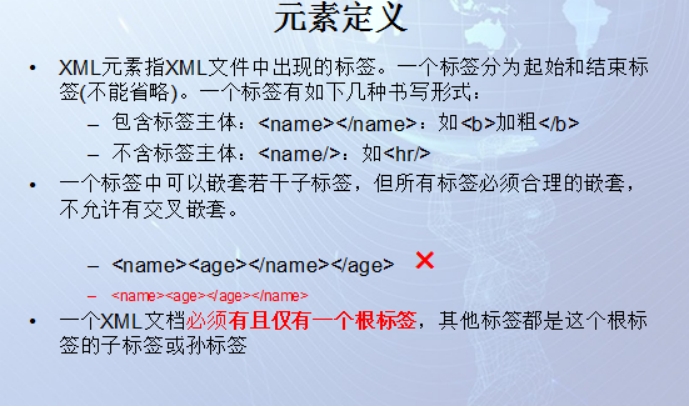 元素定义
• XML元素指XML文件中出现的标签。一个标签分为起始和结束标
签(不能省略)。一个标签有如下几种书写形式：
– 包含标签主体：<name></name>：如<b>加粗</b>
– 不含标签主体：<name/>：如<hr/>
• 一个标签中可以嵌套若干子标签，但所有标签必须合理的嵌套，
不允许有交叉嵌套。
– <name><age></name></age> ×
– <name><age></age></name>
• 一个XML文档必须有且仅有一个根标签，其他标签都是这个根标
签的子标签或孙标签